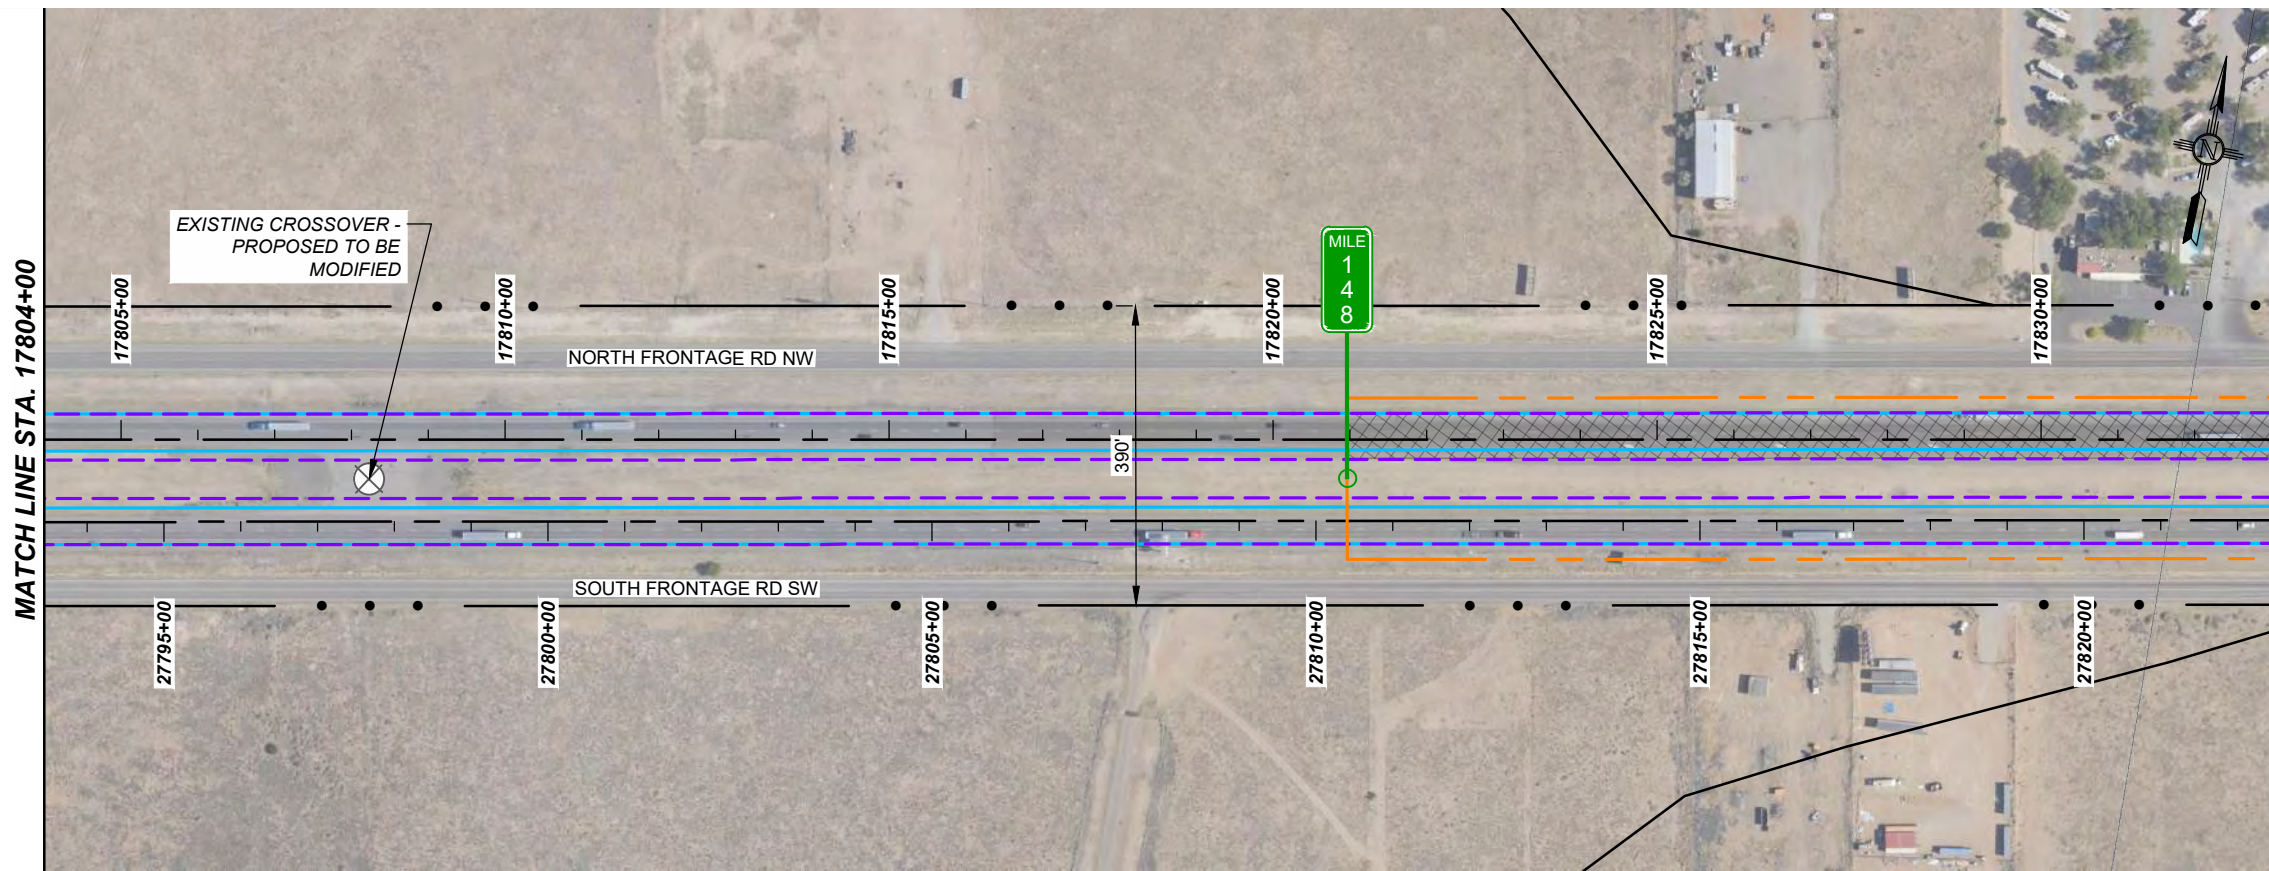 MATCH LINE STA. 17804+00
EXISTING CROSSOVER -
PROPOSED TO BE
MODIFIED
MILE
1
4
8
N
17805+00
17810+00
17815+00
17820+00
17825+00
17830+00
NORTH FRONTAGE RD NW
390'
SOUTH FRONTAGE RD SW
27795+00
27800+00
27805+00
27810+00
27815+00
27820+00